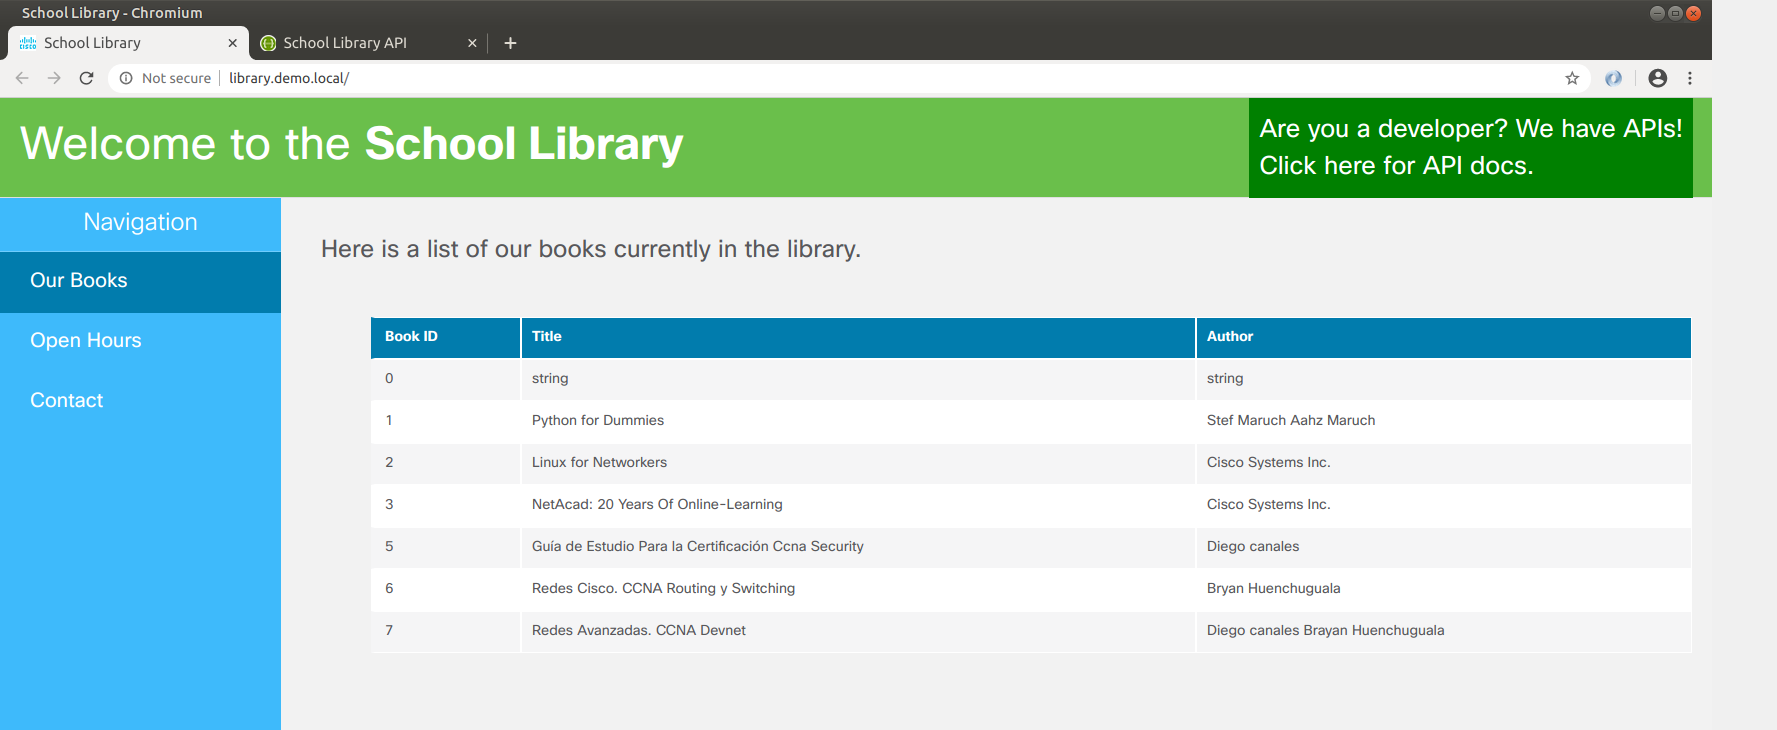 School Library - Chromium
School Library
School Library API
Not secure library.demo.local/
Welcome to the School Library
Are you a developer? We have APIs!
Click here for API docs.
Navigation
Our Books
Open Hours
Contact
Here is a list of our books currently in the library.
Book ID Title Author
0 string string
1 Python for Dummies Stef Maruch Aahz Maruch
2 Linux for Networkers Cisco Systems Inc.
3 NetAcad: 20 Years Of Online-Learning Cisco Systems Inc.
5 Guía de Estudio Para la Certificación Ccna Security Diego canales
6 Redes Cisco. CCNA Routing y Switching Bryan Huenchuguala
7 Redes Avanzadas. CCNA Devnet Diego canales Brayan Huenchuguala